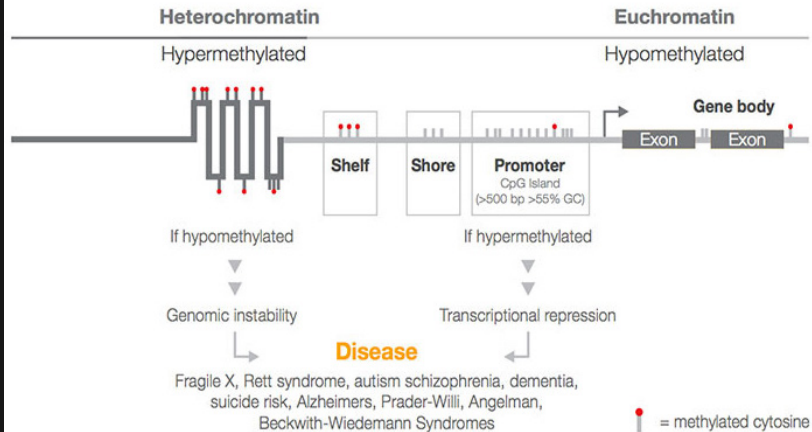 Heterochromatin
Euchromatin
Hypermethylated
Hypomethylated
Gene body
Exon
Exon
Shelf
Shore
Promoter
CpG Island
(>500 bp >55% GC)
If hypomethylated
If hypermethylated
Genomic instability
Transcriptional repression
Disease
Fragile X, Rett syndrome, autism schizophrenia, dementia,
suicide risk, Alzheimers, Prader-Willi, Angelman,
Beckwith-Wiedemann Syndromes
= methylated cytosine